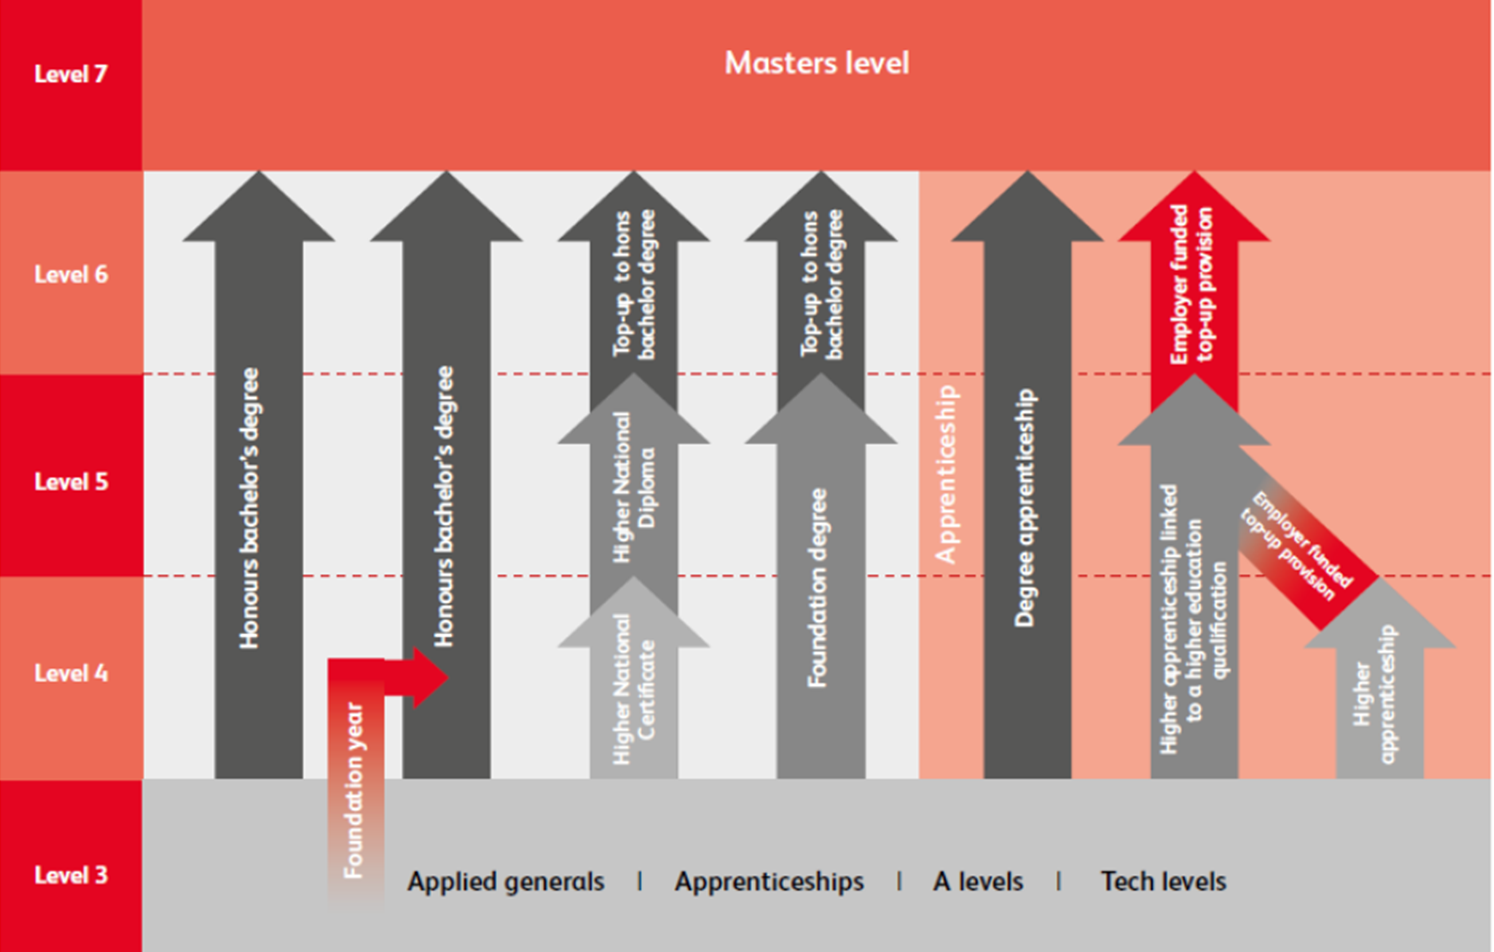 Level 7
Masters level
Level 6
Level 5
Level 4
Level 3
Honours bachelor's degree
Foundation year
Honours bachelor's degree
Top-up to hons
bachelor degree
Higher National
Diploma
Higher National
Certificate
Top-up to hons
bachelor degree
Foundation degree
Apprenticeship
Degree apprenticeship
Employer funded
top-up provision
Higher apprenticeship linked
to a higher education
qualification
Employer funded
top-up provision
Higher
apprenticeship
Applied generals | Apprenticeships | A levels | Tech levels